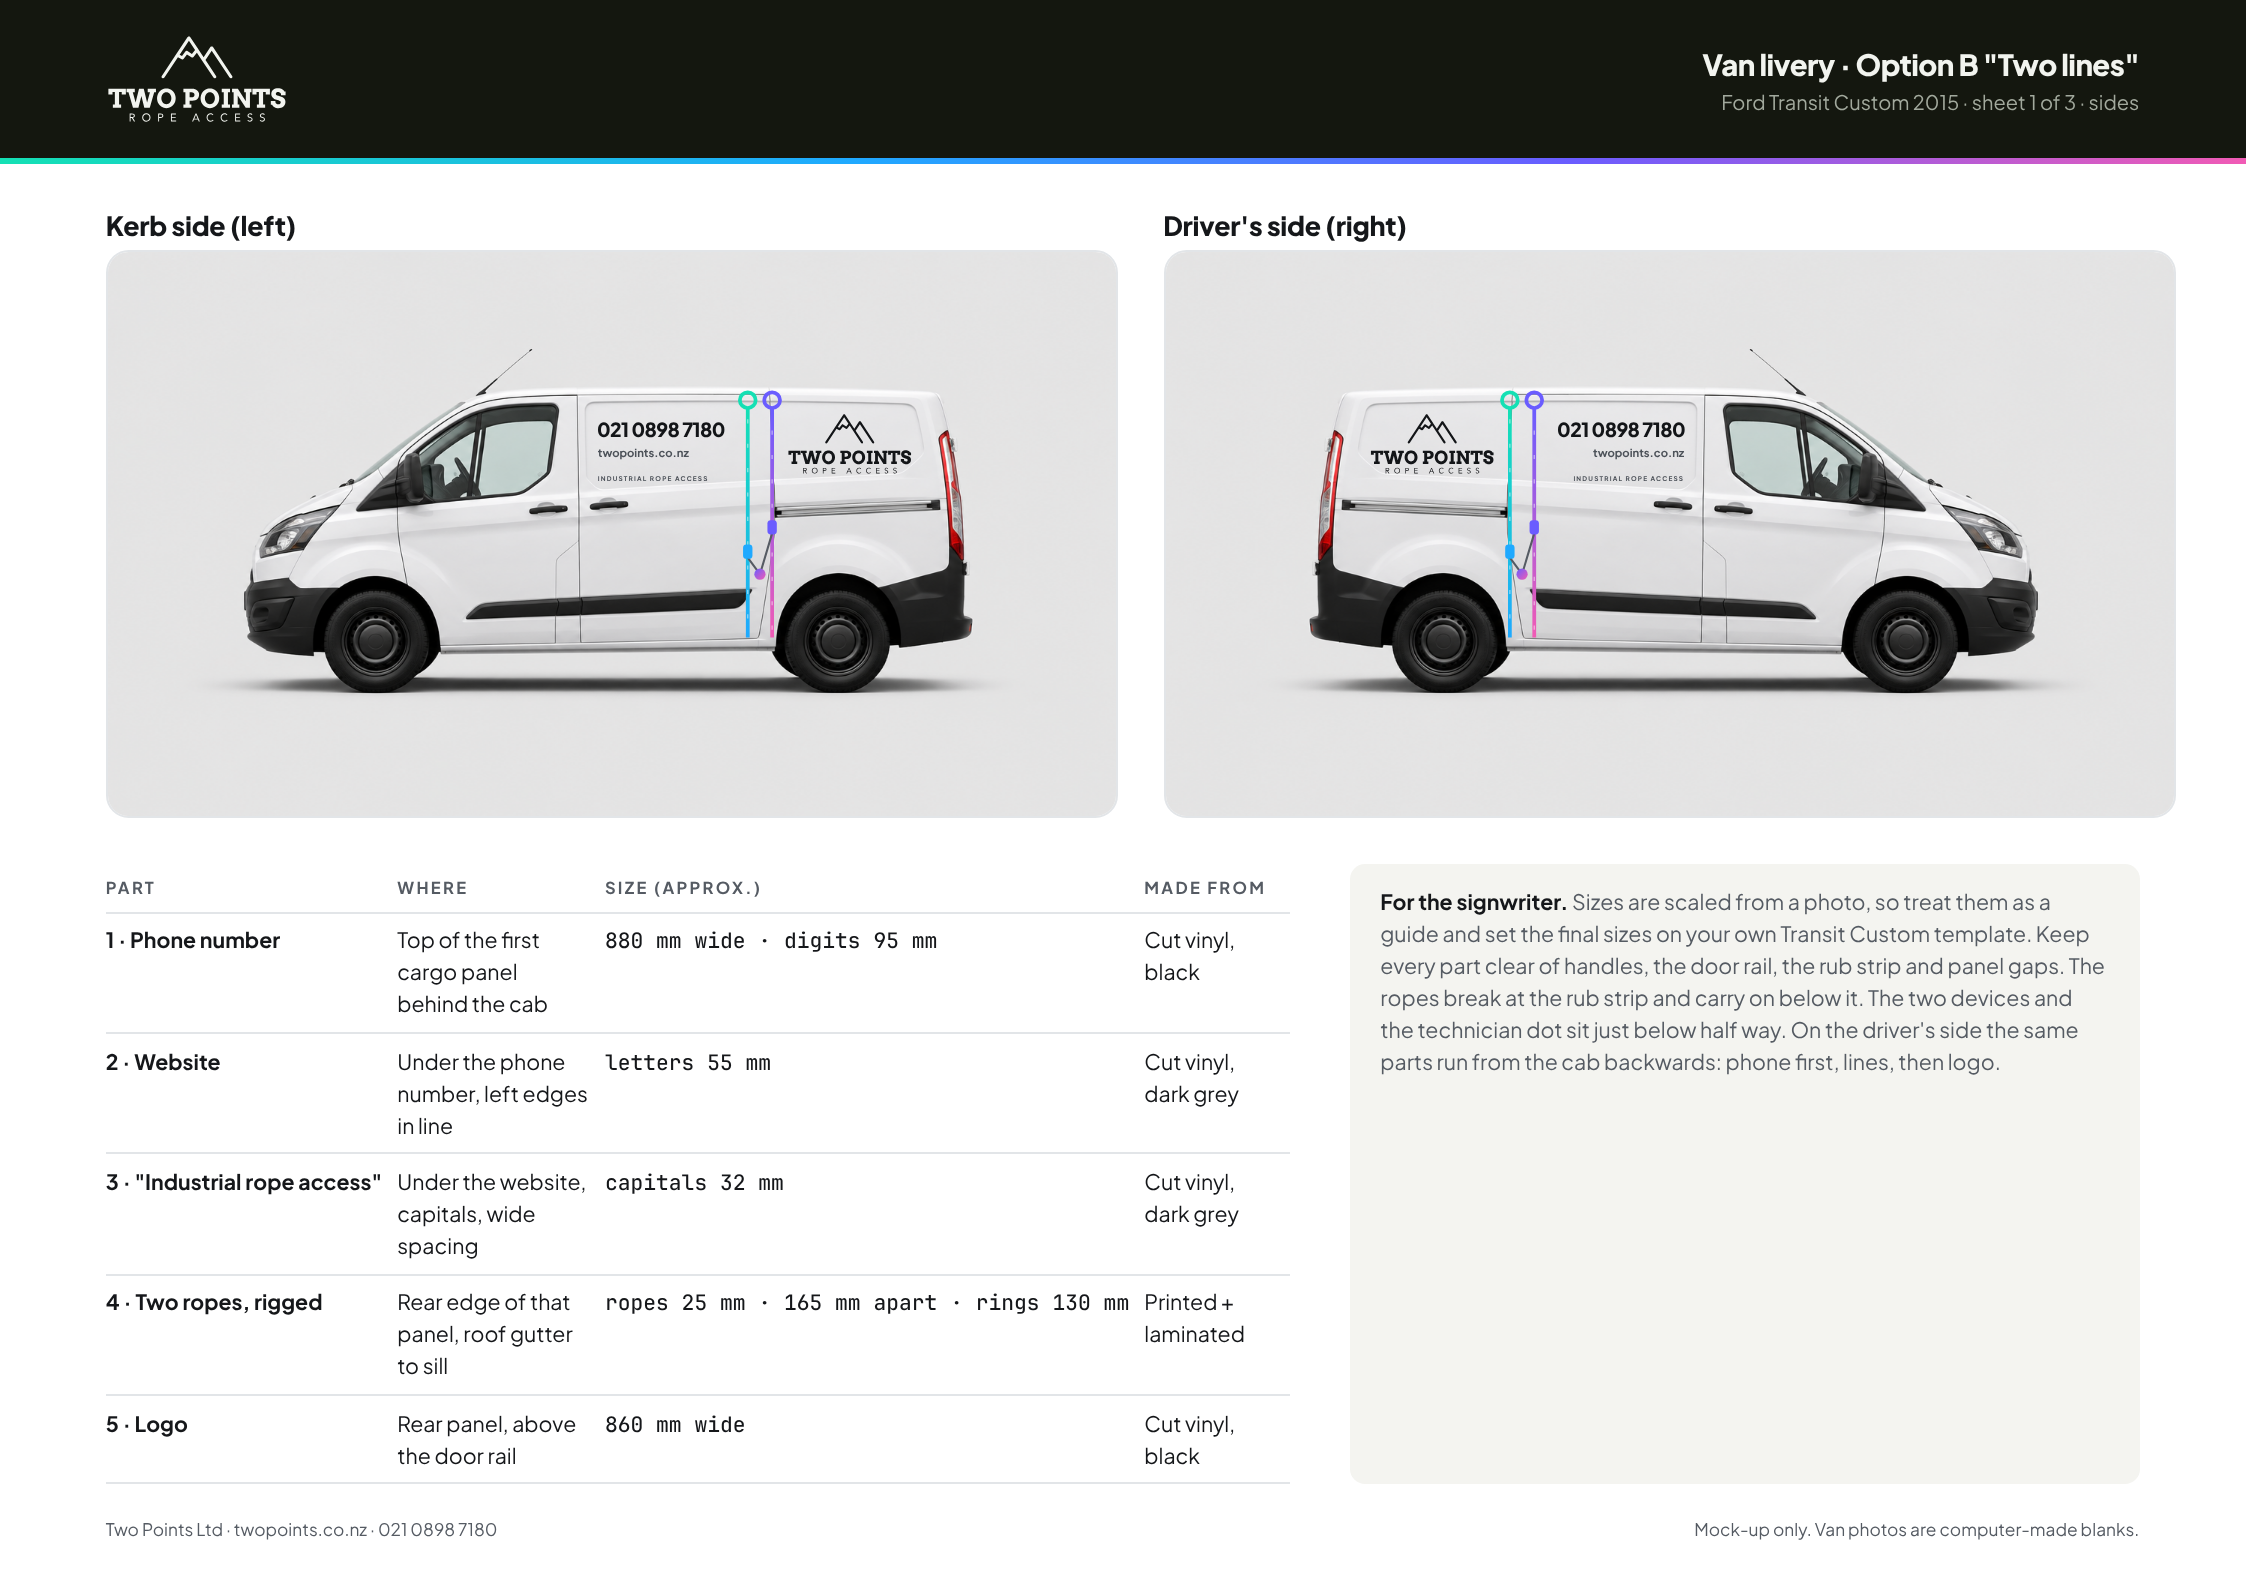 TWO POINTS
ROPE ACCESS
Van livery · Option B "Two lines"
Ford Transit Custom 2015 · sheet 1 of 3 · sides
Kerb side (left)
021 0898 7180
twopoints.co.nz
INDUSTRIAL ROPE ACCESS
TWO POINTS
ROPE ACCESS
Driver's side (right)
TWO POINTS
ROPE ACCESS
021 0898 7180
twopoints.co.nz
INDUSTRIAL ROPE ACCESS
PART WHERE SIZE (APPROX.) MADE FROM
1 · Phone number
Top of the first
cargo panel
behind the cab
880 mm wide · digits 95 mm
Cut vinyl,
black
2 · Website
Under the phone
number, left edges
in line
letters 55 mm
Cut vinyl,
dark grey
3 · "Industrial rope access"
Under the website,
capitals, wide
spacing
capitals 32 mm
Cut vinyl,
dark grey
4 · Two ropes, rigged
Rear edge of that
panel, roof gutter
to sill
ropes 25 mm · 165 mm apart · rings 130 mm
Printed +
laminated
5 · Logo
Rear panel, above
the door rail
860 mm wide
Cut vinyl,
black
For the signwriter. Sizes are scaled from a photo, so treat them as a
guide and set the final sizes on your own Transit Custom template. Keep
every part clear of handles, the door rail, the rub strip and panel gaps. The
ropes break at the rub strip and carry on below it. The two devices and
the technician dot sit just below half way. On the driver's side the same
parts run from the cab backwards: phone first, lines, then logo.
Two Points Ltd · twopoints.co.nz · 021 0898 7180
Mock-up only. Van photos are computer-made blanks.